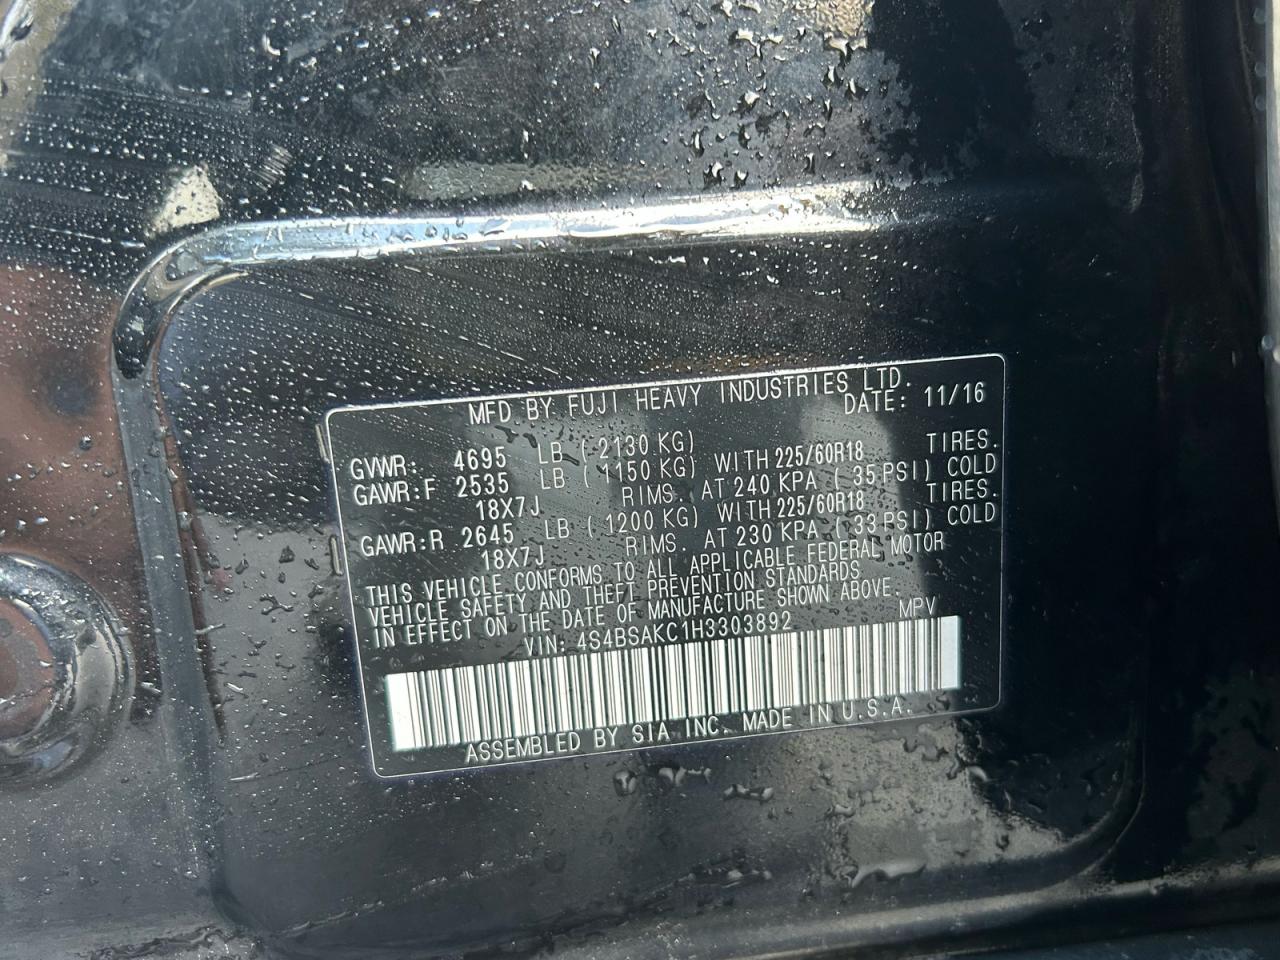 MFD BY FUJI HEAVY INDUSTRIES LTD.
DATE: 11/16
GVWR: 4695 LB ( 2130 KG)
GAWR:F 2535 LB ( 1150 KG) WITH 225/60R18 TIRES.
18X7J RIMS. AT 240 KPA ( 35 PSI) COLD
GAWR:R 2645 LB ( 1200 KG) WITH 225/60R18 TIRES.
18X7J RIMS. AT 230 KPA ( 33 PSI) COLD
THIS VEHICLE CONFORMS TO ALL APPLICABLE FEDERAL MOTOR
VEHICLE SAFETY AND THEFT PREVENTION STANDARDS
IN EFFECT ON THE DATE OF MANUFACTURE SHOWN ABOVE.
VIN: 4S4BSAKC1H3303892 MPV
ASSEMBLED BY SIA INC. MADE IN U.S.A.